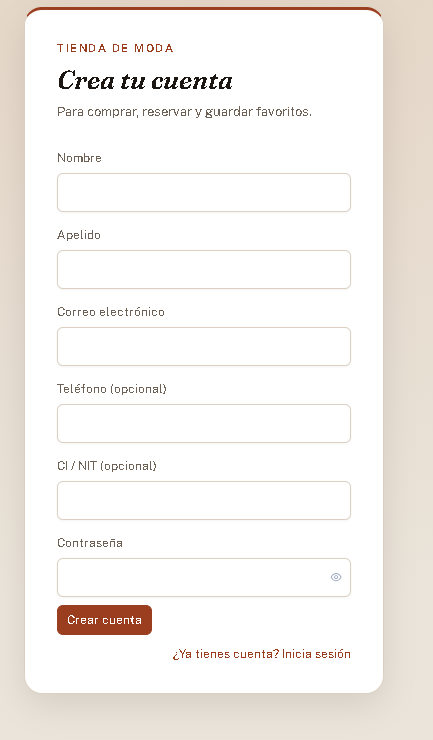 TIENDA DE MODA
Crea tu cuenta
Para comprar, reservar y guardar favoritos.
Nombre
Apelido
Correo electrónico
Teléfono (opcional)
CI / NIT (opcional)
Contraseña
Crear cuenta
¿Ya tienes cuenta? Inicia sesión